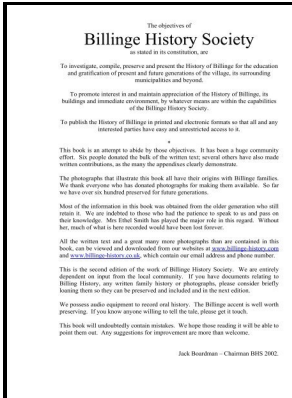 The objectives of
Billinge History Society
as stated in its constitution, are
To investigate, compile, preserve and present the History of Billinge for the education
and gratification of present and future generations of the village, its surrounding
municipalities and beyond.
To promote interest in and maintain appreciation of the History of Billinge, its
buildings and immediate environment, by whatever means are within the capabilities
of the Billinge History Society.
To publish the History of Billinge in printed and electronic formats so that all and any
interested parties have easy and unrestricted access to it.
*
This book is an attempt to abide by those objectives. It has been a huge community
effort. Six people donated the bulk of the written text; several others have also made
written contributions, as the many the appendixes clearly demonstrate.
The photographs that illustrate this book all have their origins with Billinge families.
We thank everyone who has donated photographs for making them available. So far
we have over six hundred preserved for future generations.
Most of the information in this book was obtained from the older generation who still
retain it. We are indebted to those who had the patience to speak to us and pass on
their knowledge. Mrs Ethel Smith has played the major role in this regard. Without
her, much of what is here recorded would have been lost forever.
All the written text and a great many more photographs than are contained in this
book, can be viewed and downloaded from our websites at www.billinge-history.com
and www.billinge-history.co.uk, which contain our email address and phone number.
This is the second edition of the work of Billinge History Society. We are entirely
dependent on input from the local community. If you have documents relating to
Billinge History, any written family history or photographs, please consider briefly
loaning them so they can be preserved and included and in the next edition.
We possess audio equipment to record oral history. The Billinge accent is well worth
preserving. If you know anyone willing to tell the tale, please get it touch.
This book will undoubtedly contain mistakes. We hope those reading it will be able to
point them out. Any suggestions for improvement are more than welcome.
Jack Boardman – Chairman BHS 2002.